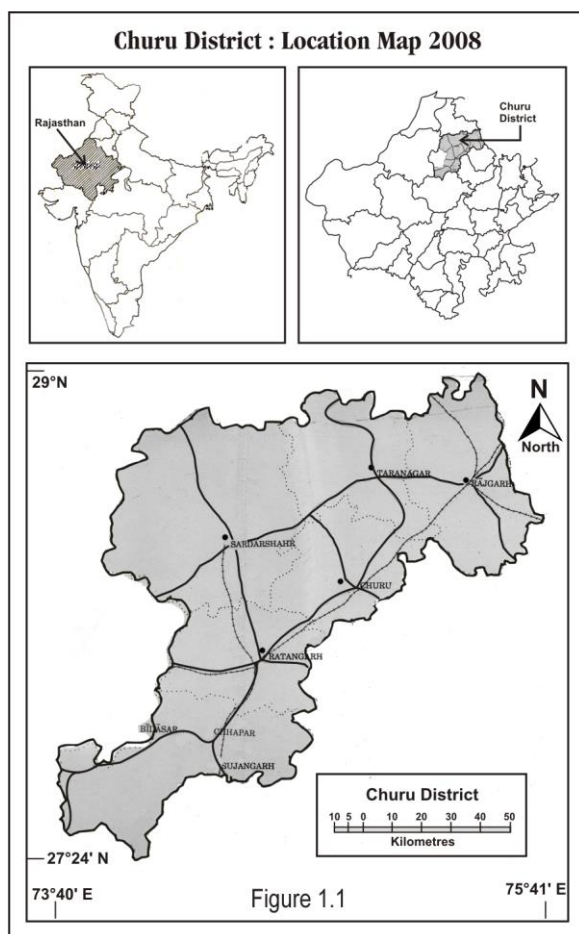 Churu District : Location Map 2008
Rajasthan
Churu
District
29°N
N
North
TARANAGAR
RAJGARH
SARDARSHAHR
CHURU
RATANGARH
BIDASAR
CHHAPAR
SUJANGARH
Churu District
10 5 0 10 20 30 40 50
Kilometres
27°24' N
73°40' E
Figure 1.1
75°41' E